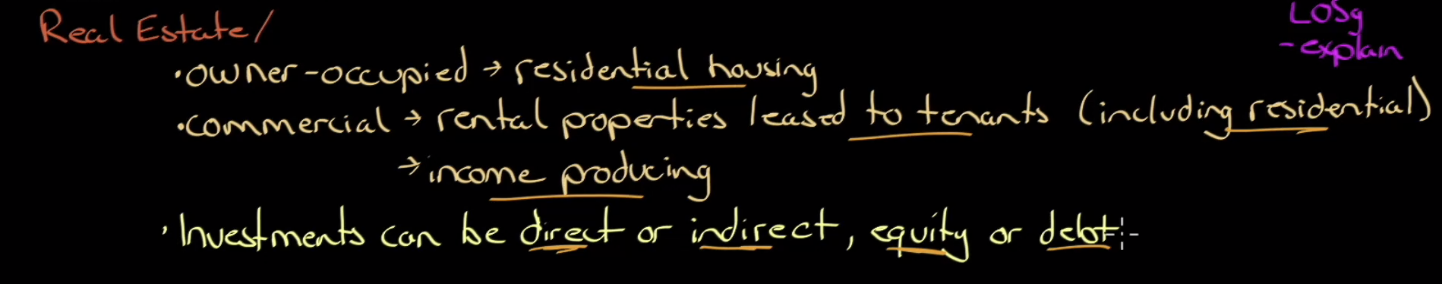 Real Estate/
LOSg
- explain
• owner-occupied → residential housing
• commercial → rental properties leased to tenants (including residential)
→ income producing
• Investments can be direct or indirect, equity or debt